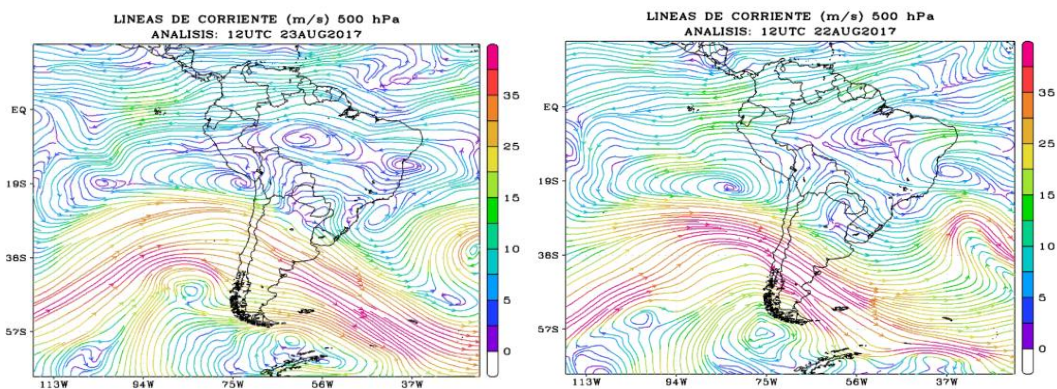 LINEAS DE CORRIENTE (m/s) 500 hPa
ANALISIS: 12UTC 23AUG2017
EQ
19S
38S
57S
113W 94W 75W 56W 37W
35
25
15
10
5
0
LINEAS DE CORRIENTE (m/s) 500 hPa
ANALISIS: 12UTC 22AUG2017
EQ
19S
38S
57S
113W 94W 75W 56W 37W
35
25
15
10
5
0